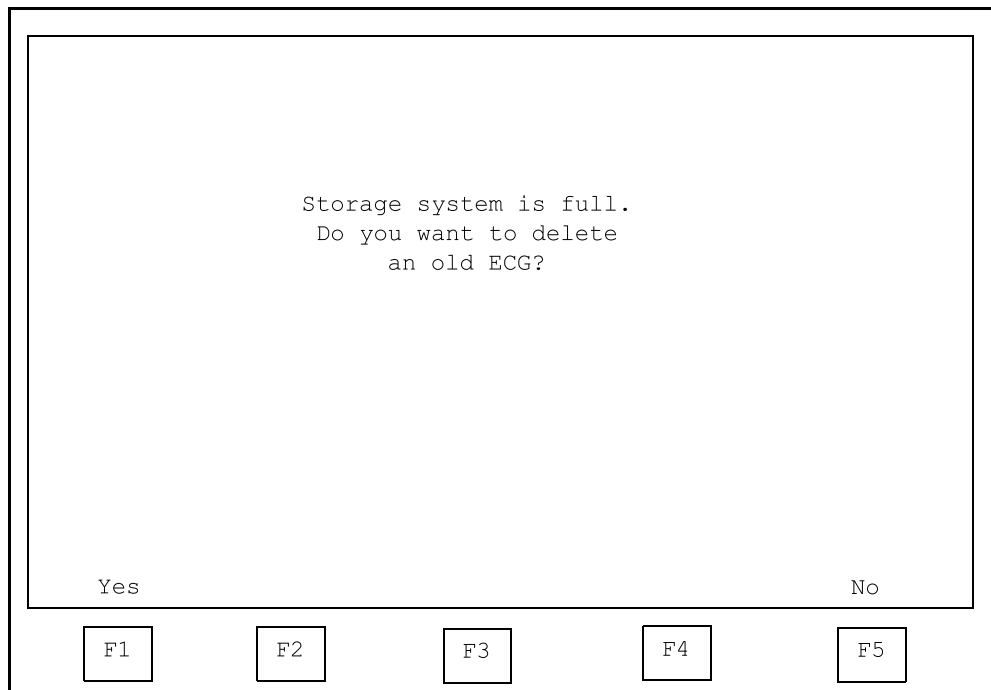 Storage system is full.
Do you want to delete
an old ECG?
Yes No
F1 F2 F3 F4 F5